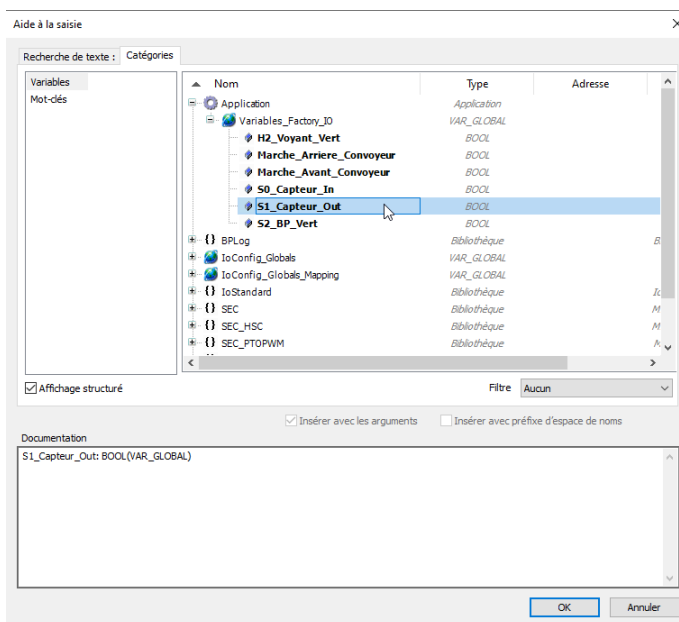 Aide à la saisie
Recherche de texte : Catégories
Variables
Mot-clés
Nom Type Adresse
Application Application
Variables_Factory_IO VAR_GLOBAL
H2_Voyant_Vert BOOL
Marche_Arriere_Convoyeur BOOL
Marche_Avant_Convoyeur BOOL
S0_Capteur_In BOOL
S1_Capteur_Out BOOL
S2_BP_Vert BOOL
BPLog Bibliothèque B.
IoConfig_Globals VAR_GLOBAL
IoConfig_Globals_Mapping VAR_GLOBAL
IoStandard Bibliothèque
SEC Bibliothèque M
SEC_HSC Bibliothèque M
SEC_PTOPWM Bibliothèque
Affichage structuré
Filtre Aucun
Insérer avec les arguments Insérer avec préfixe d'espace de noms
Documentation
S1_Capteur_Out: BOOL(VAR_GLOBAL)
OK Annuler